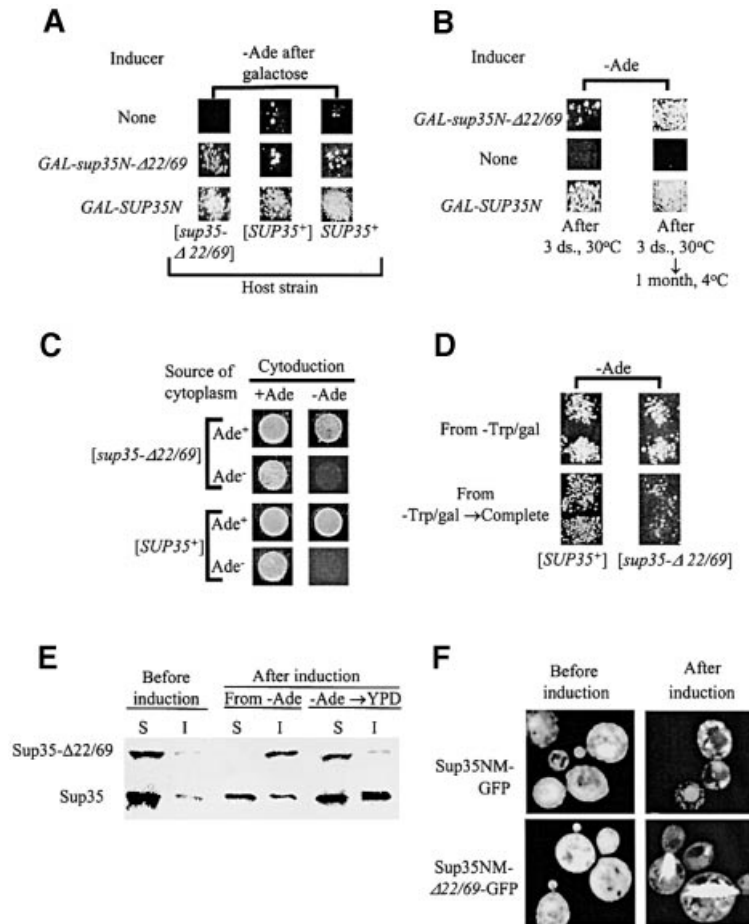 A
Inducer
-Ade after
galactose
None
GAL-sup35N-Δ22/69
GAL-SUP35N
[sup35-
Δ 22/69]
[SUP35+]
SUP35+
Host strain
B
Inducer
-Ade
GAL-sup35N-Δ22/69
None
GAL-SUP35N
After
3 ds., 30°C
After
3 ds., 30°C
↓
1 month, 4°C
C
Source of
cytoplasm
Cytoduction
+Ade
-Ade
[sup35-Δ22/69]
Ade+
Ade-
[SUP35+]
Ade+
Ade-
D
-Ade
From -Trp/gal
From
-Trp/gal →Complete
[SUP35+]
[sup35-Δ 22/69]
E
Before
induction
After induction
From -Ade
-Ade →YPD
S
I
S
I
S
I
Sup35-Δ22/69
Sup35
F
Before
induction
After
induction
Sup35NM-
GFP
Sup35NM-
Δ22/69-GFP